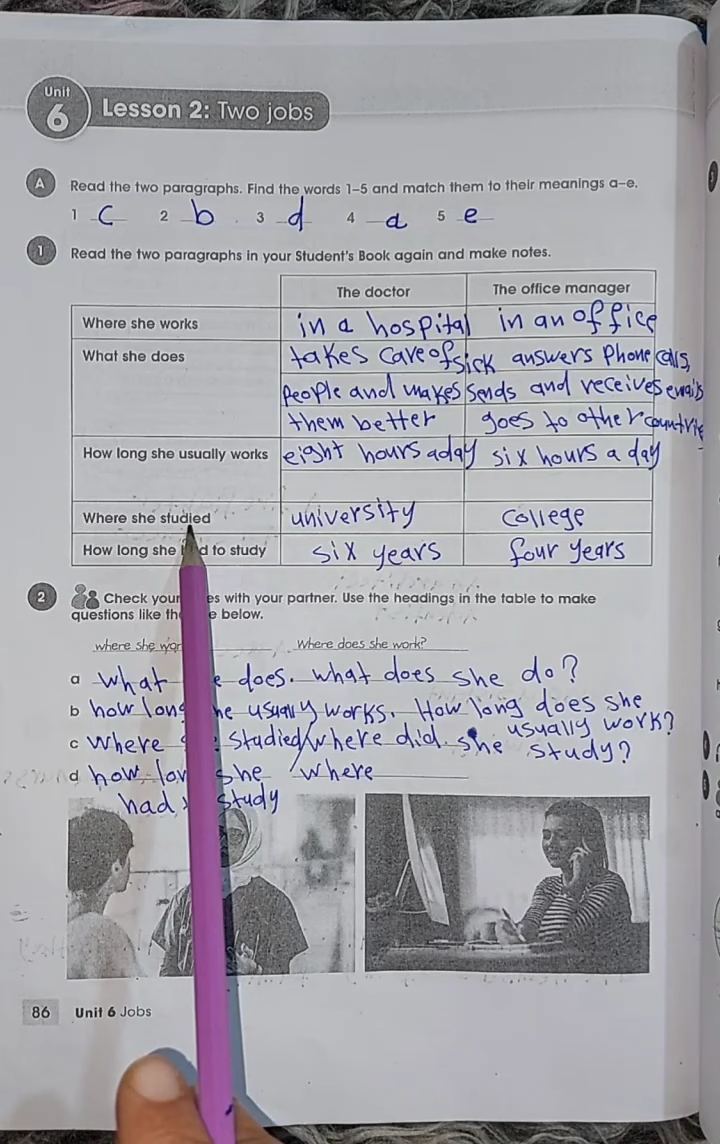 Unit
6 Lesson 2: Two jobs
A Read the two paragraphs. Find the words 1–5 and match them to their meanings a–e.
1 c 2 b 3 d 4 a 5 e
1 Read the two paragraphs in your Student's Book again and make notes.
The doctor The office manager
Where she works in a hospital in an office
What she does takes care of sick answers phone calls,
people and makes sends and receives emails
them better goes to other countrie
How long she usually works eight hours a day six hours a day
Where she studied university college
How long she to study six years four years
2 Check your with your partner. Use the headings in the table to make
questions like below.
where she Where does she work?
a what does. what does she do?
b how long usually works. How long does she
usually work?
c where studied/where did she study?
d how, she where
had study
86 Unit 6 Jobs